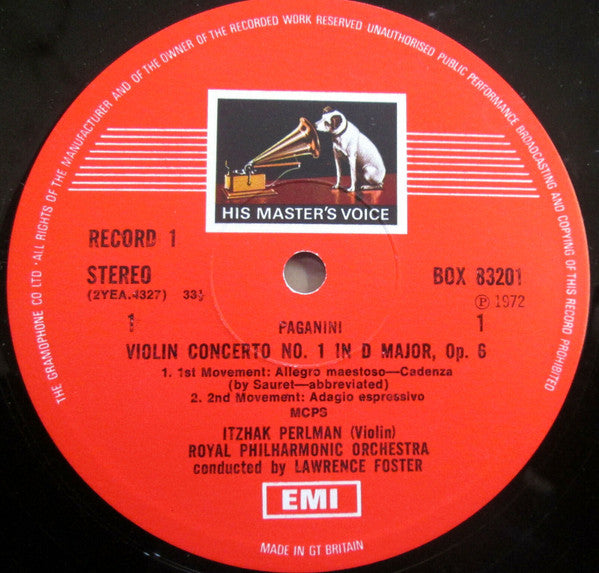 THE GRAMOPHONE CO LTD · ALL RIGHTS OF THE MANUFACTURER AND OF THE OWNER OF THE RECORDED WORK RESERVED UNAUTHORISED PUBLIC PERFORMANCE BROADCASTING AND COPYING OF THIS RECORD PROHIBITED
HIS MASTER'S VOICE
RECORD 1
STEREO
BOX 83201
(2YEA.4327) 33⅓
Ⓟ 1972
1
1
PAGANINI
VIOLIN CONCERTO NO. 1 IN D MAJOR, Op. 6
1. 1st Movement: Allegro maestoso—Cadenza
(by Sauret—abbreviated)
2. 2nd Movement: Adagio espressivo
MCPS
ITZHAK PERLMAN (Violin)
ROYAL PHILHARMONIC ORCHESTRA
conducted by LAWRENCE FOSTER
EMI
MADE IN GT BRITAIN